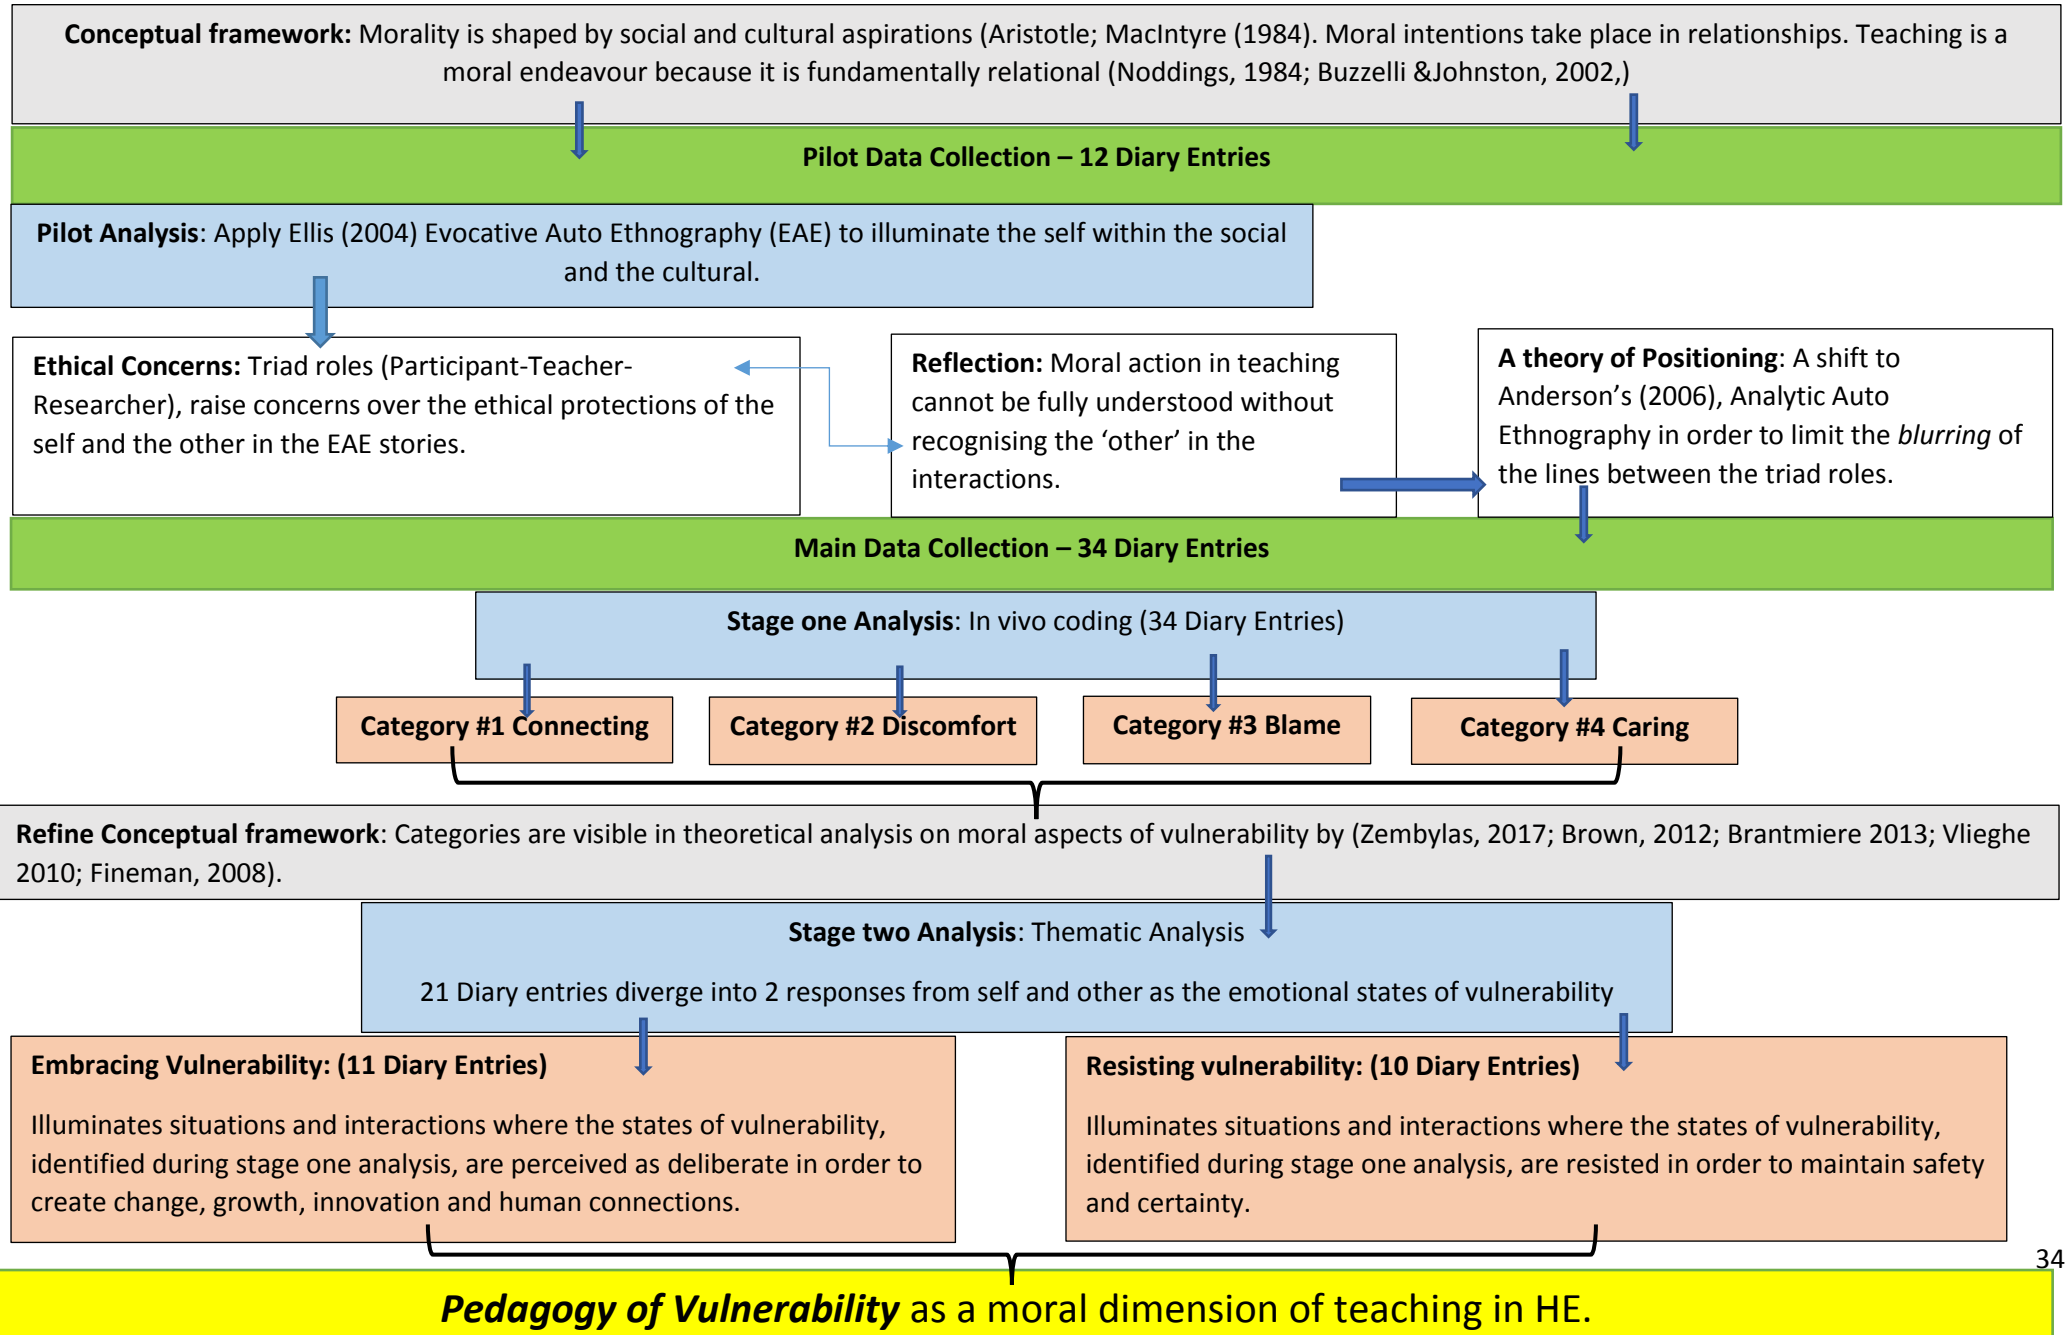 Conceptual framework: Morality is shaped by social and cultural aspirations (Aristotle; MacIntyre (1984). Moral intentions take place in relationships. Teaching is a
moral endeavour because it is fundamentally relational (Noddings, 1984; Buzzelli &Johnston, 2002,)
Pilot Data Collection – 12 Diary Entries
Pilot Analysis: Apply Ellis (2004) Evocative Auto Ethnography (EAE) to illuminate the self within the social
and the cultural.
Ethical Concerns: Triad roles (Participant-Teacher-
Researcher), raise concerns over the ethical protections of the
self and the other in the EAE stories.
Reflection: Moral action in teaching
cannot be fully understood without
recognising the ‘other’ in the
interactions.
A theory of Positioning: A shift to
Anderson’s (2006), Analytic Auto
Ethnography in order to limit the blurring of
the lines between the triad roles.
Main Data Collection – 34 Diary Entries
Stage one Analysis: In vivo coding (34 Diary Entries)
Category #1 Connecting
Category #2 Discomfort
Category #3 Blame
Category #4 Caring
Refine Conceptual framework: Categories are visible in theoretical analysis on moral aspects of vulnerability by (Zembylas, 2017; Brown, 2012; Brantmiere 2013; Vlieghe
2010; Fineman, 2008).
Stage two Analysis: Thematic Analysis
21 Diary entries diverge into 2 responses from self and other as the emotional states of vulnerability
Embracing Vulnerability: (11 Diary Entries)
Illuminates situations and interactions where the states of vulnerability,
identified during stage one analysis, are perceived as deliberate in order to
create change, growth, innovation and human connections.
Resisting vulnerability: (10 Diary Entries)
Illuminates situations and interactions where the states of vulnerability,
identified during stage one analysis, are resisted in order to maintain safety
and certainty.
34
Pedagogy of Vulnerability as a moral dimension of teaching in HE.